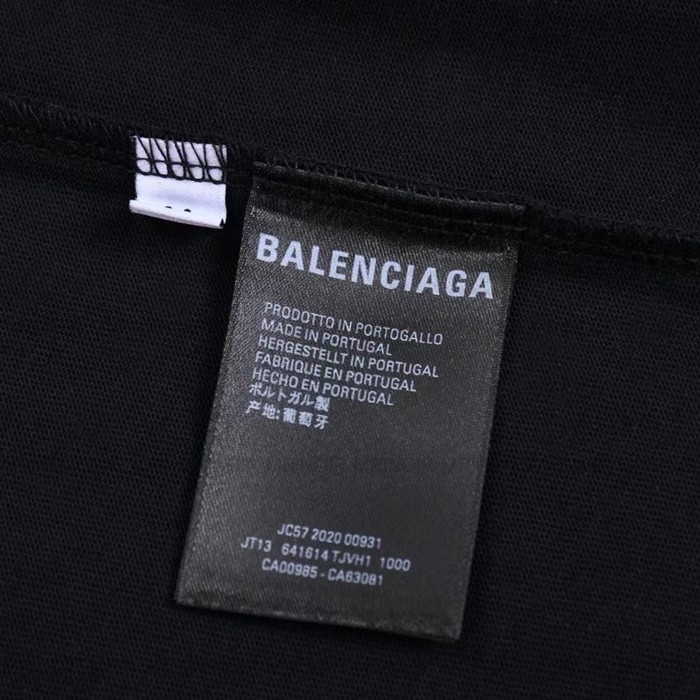 BALENCIAGA
PRODOTTO IN PORTOGALLO
MADE IN PORTUGAL
HERGESTELLT IN PORTUGAL
FABRIQUE EN PORTUGAL
HECHO EN PORTUGAL
ポルトガル製
产地:葡萄牙
JC57 2020 00931
JT13 641614 TJVH1 1000
CA00985 - CA63081